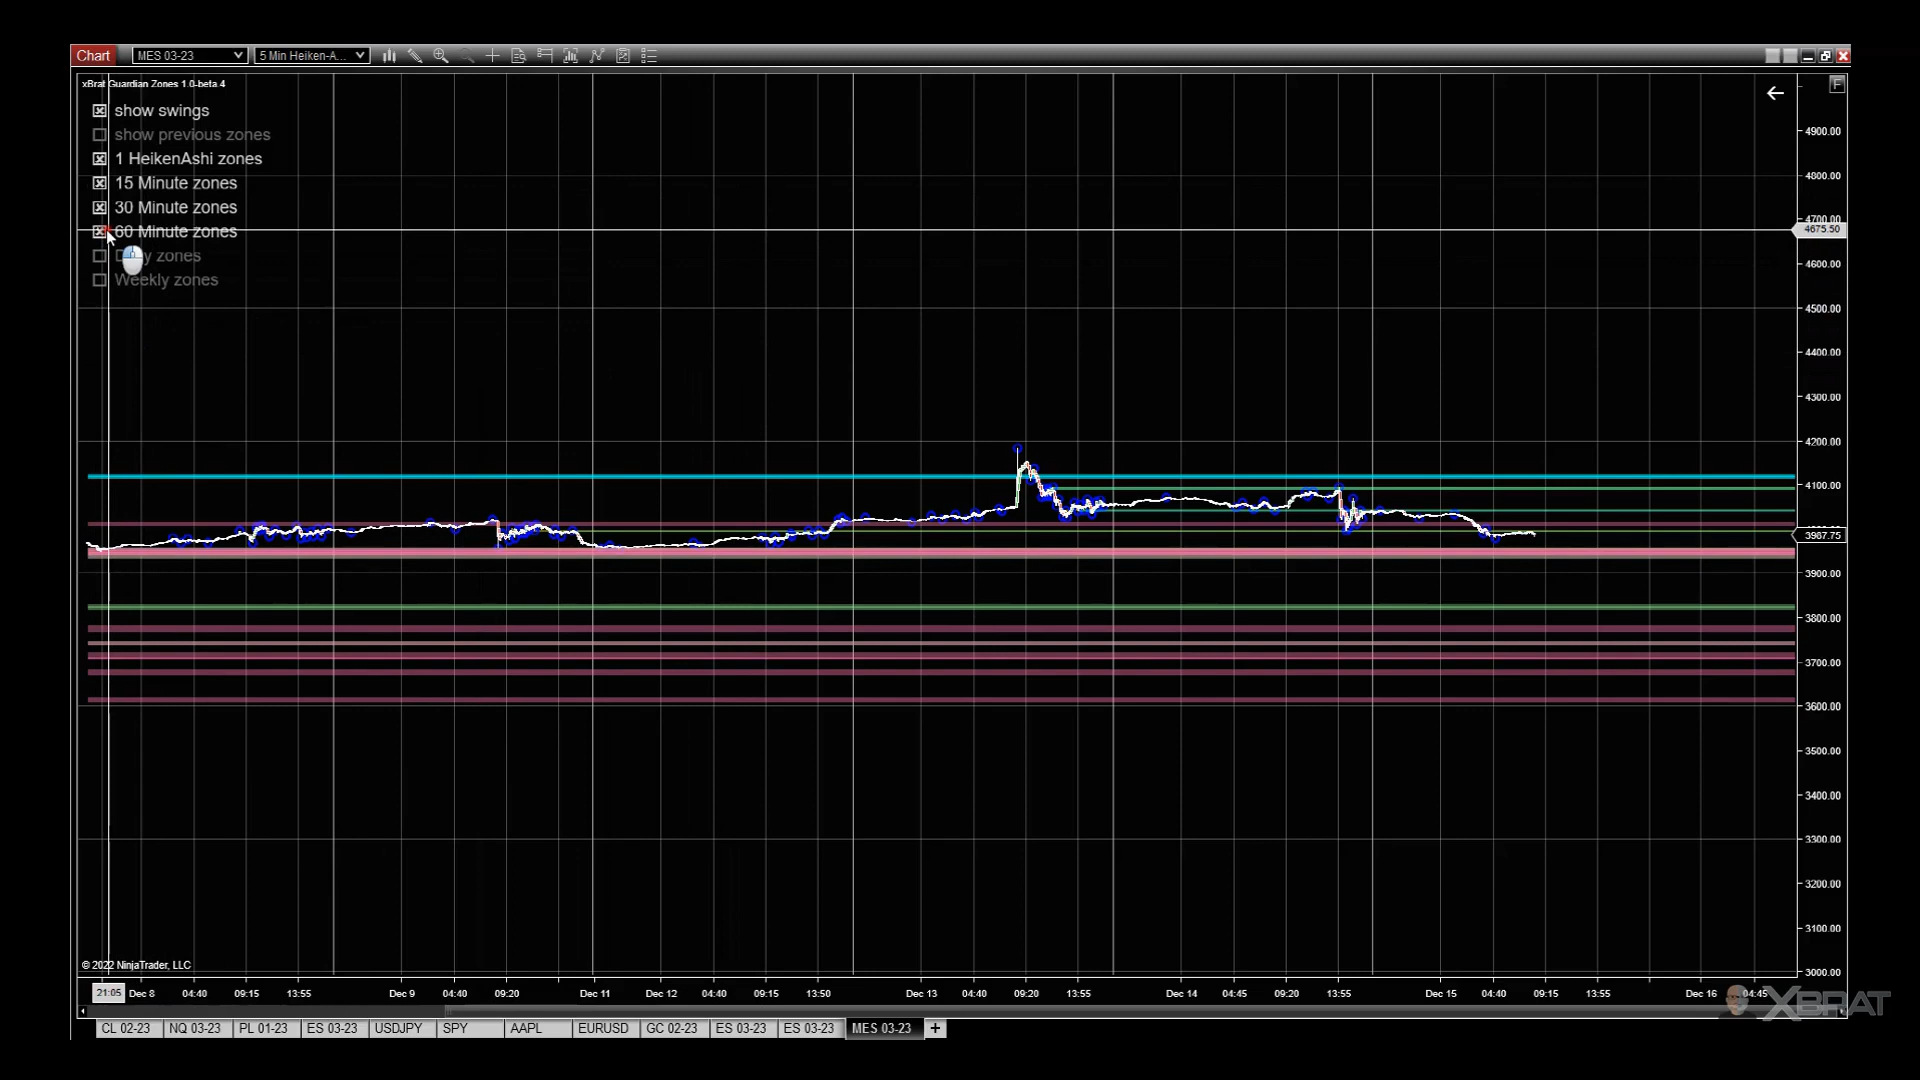 Chart MES 03-23 5 Min Heiken-A...
xBrat Guardian Zones 1.0-beta 4
F
show swings
show previous zones
1 HeikenAshi zones
15 Minute zones
30 Minute zones
60 Minute zones
zones
Weekly zones
4900.00
4800.00
4700.00
4675.50
4600.00
4500.00
4400.00
4300.00
4200.00
4100.00
3987.75
3900.00
3800.00
3700.00
3600.00
3500.00
3400.00
3300.00
3200.00
3100.00
3000.00
© 2022 NinjaTrader, LLC
21:05 Dec 8 04:40 09:15 13:55 Dec 9 04:40 09:20 Dec 11 Dec 12 04:40 09:15 13:50 Dec 13 04:40 09:20 13:55 Dec 14 04:45 09:20 13:55 Dec 15 04:40 09:15 13:55 Dec 16 04:45
XBRAT
CL 02-23 NQ 03-23 PL 01-23 ES 03-23 USDJPY SPY AAPL EURUSD GC 02-23 ES 03-23 ES 03-23 MES 03-23 +